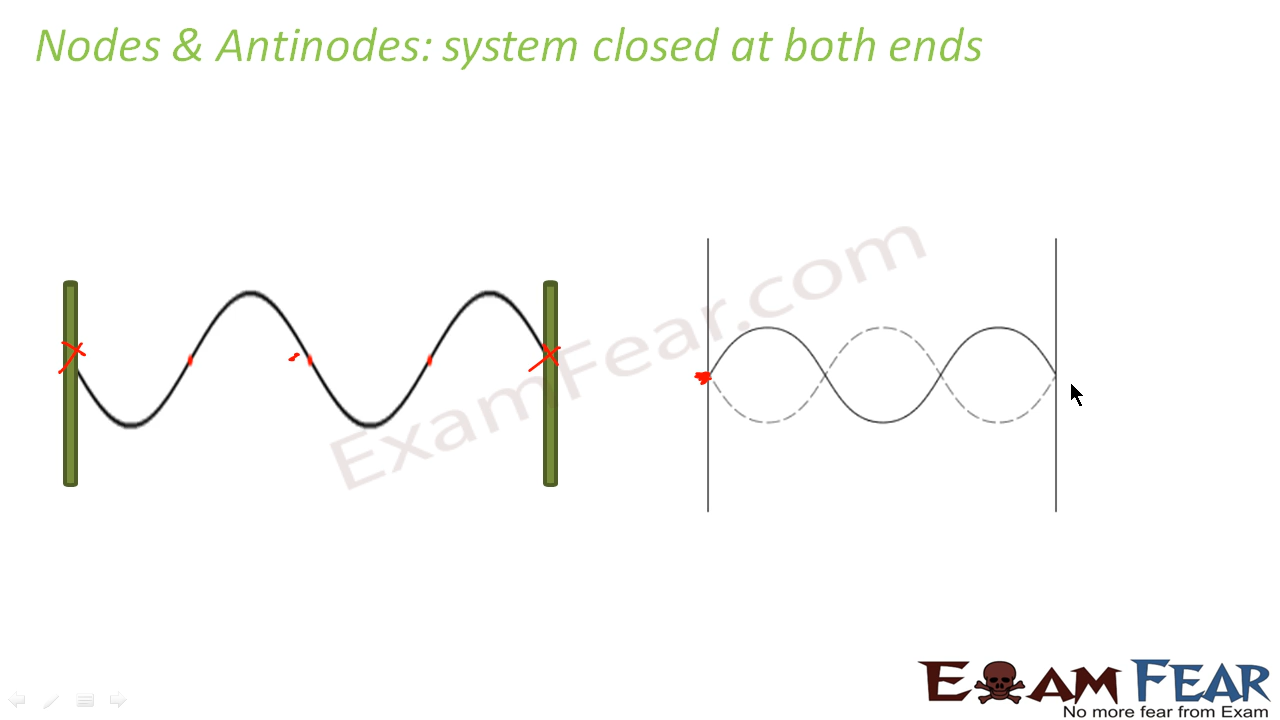 Nodes & Antinodes: system closed at both ends
ExamFear.com
EXAM FEAR
No more fear from Exam